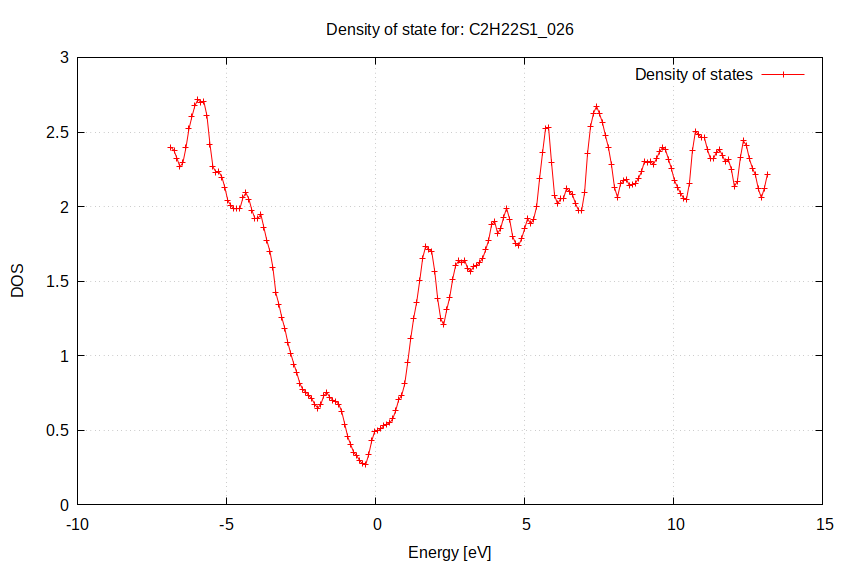 Density of state for: C2H22S1_026
Density of states
3
2.5
2
1.5
1
0.5
0
DOS
-10 -5 0 5 10 15
Energy [eV]